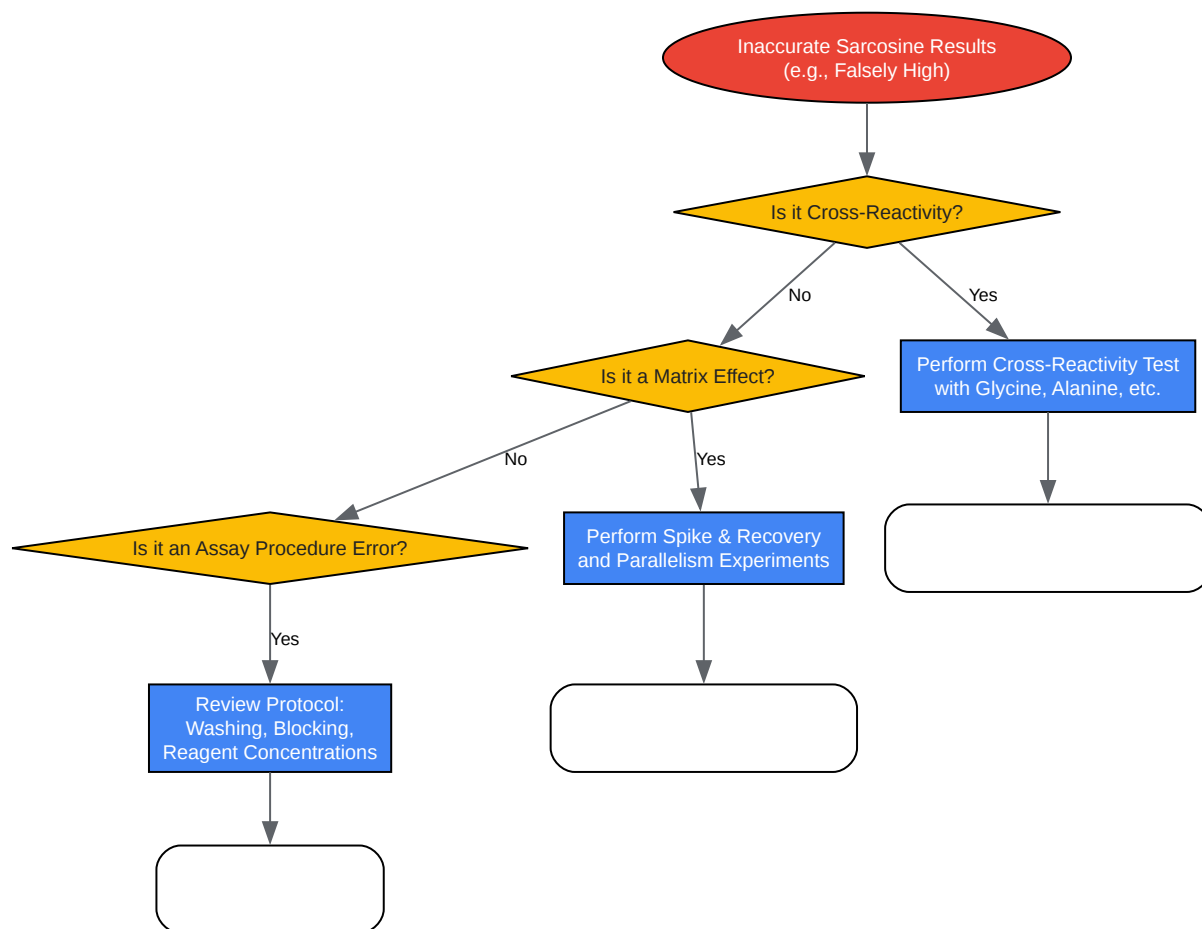 Inaccurate Sarcosine Results
(e.g., Falsely High)
Is it Cross-Reactivity?
No
Yes
Is it a Matrix Effect?
Perform Cross-Reactivity Test
with Glycine, Alanine, etc.
No
Yes
Is it an Assay Procedure Error?
Perform Spike & Recovery
and Parallelism Experiments
Yes
Review Protocol:
Washing, Blocking,
Reagent Concentrations